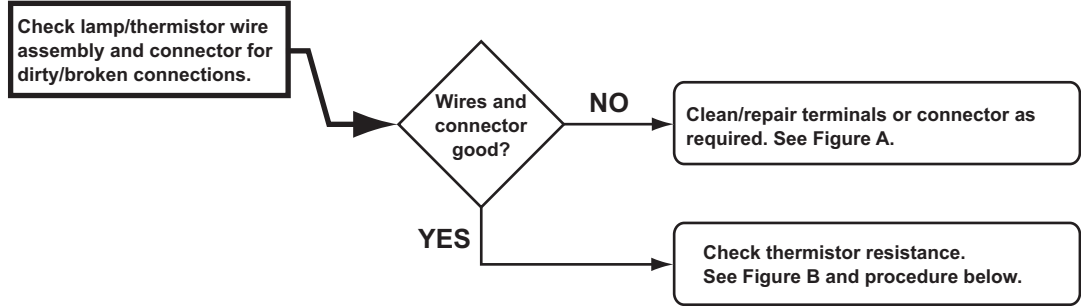 Check lamp/thermistor wire
assembly and connector for
dirty/broken connections.
Wires and
connector
good?
NO
Clean/repair terminals or connector as
required. See Figure A.
YES
Check thermistor resistance.
See Figure B and procedure below.